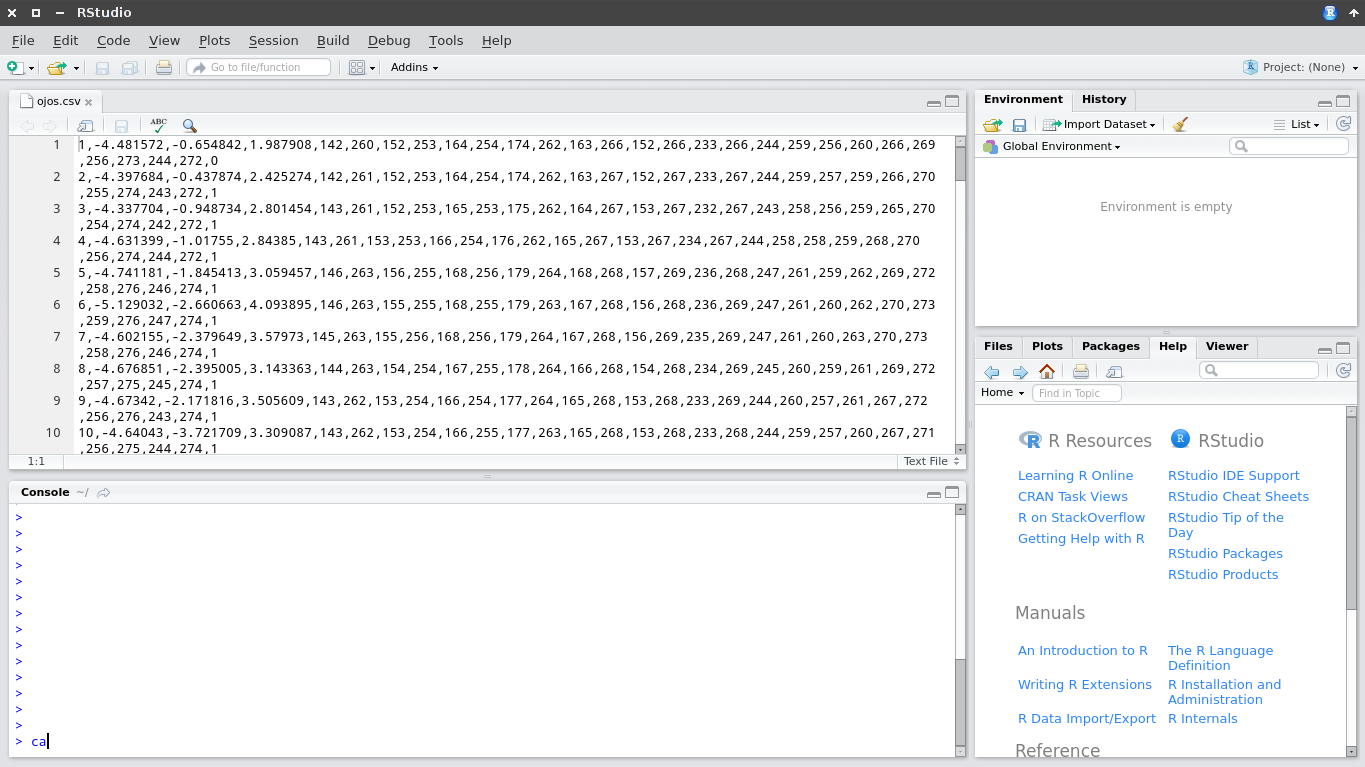 RStudio
File Edit Code View Plots Session Build Debug Tools Help
Go to file/function Addins Project: (None)
ojos.csv
ABC
1 1,-4.481572,-0.654842,1.987908,142,260,152,253,164,254,174,262,163,266,152,266,233,266,244,259,256,260,266,269
,256,273,244,272,0
2 2,-4.397684,-0.437874,2.425274,142,261,152,253,164,254,174,262,163,267,152,267,233,267,244,259,257,259,266,270
,255,274,243,272,1
3 3,-4.337704,-0.948734,2.801454,143,261,152,253,165,253,175,262,164,267,153,267,232,267,243,258,256,259,265,270
,254,274,242,272,1
4 4,-4.631399,-1.01755,2.84385,143,261,153,253,166,254,176,262,165,267,153,267,234,267,244,258,258,259,268,270
,256,274,244,272,1
5 5,-4.741181,-1.845413,3.059457,146,263,156,255,168,256,179,264,168,268,157,269,236,268,247,261,259,262,269,272
,258,276,246,274,1
6 6,-5.129032,-2.660663,4.093895,146,263,155,255,168,255,179,263,167,268,156,268,236,269,247,261,260,262,270,273
,259,276,247,274,1
7 7,-4.602155,-2.379649,3.57973,145,263,155,256,168,256,179,264,167,268,156,269,235,269,247,261,260,263,270,273
,258,276,246,274,1
8 8,-4.676851,-2.395005,3.143363,144,263,154,254,167,255,178,264,166,268,154,268,234,269,245,260,259,261,269,272
,257,275,245,274,1
9 9,-4.67342,-2.171816,3.505609,143,262,153,254,166,254,177,264,165,268,153,268,233,269,244,260,257,261,267,272
,256,276,243,274,1
10 10,-4.64043,-3.721709,3.309087,143,262,153,254,166,255,177,263,165,268,153,268,233,268,244,259,257,260,267,271
,256,275,244,274,1
1:1 Text File
Console ~/
>
>
>
>
>
>
>
>
>
>
>
>
>
>
> ca
Environment History
Import Dataset List
Global Environment
Environment is empty
Files Plots Packages Help Viewer
Home Find in Topic
R Resources RStudio
Learning R Online RStudio IDE Support
CRAN Task Views RStudio Cheat Sheets
R on StackOverflow RStudio Tip of the
Day
Getting Help with R RStudio Packages
RStudio Products
Manuals
An Introduction to R The R Language
Definition
Writing R Extensions R Installation and
Administration
R Data Import/Export R Internals
Reference